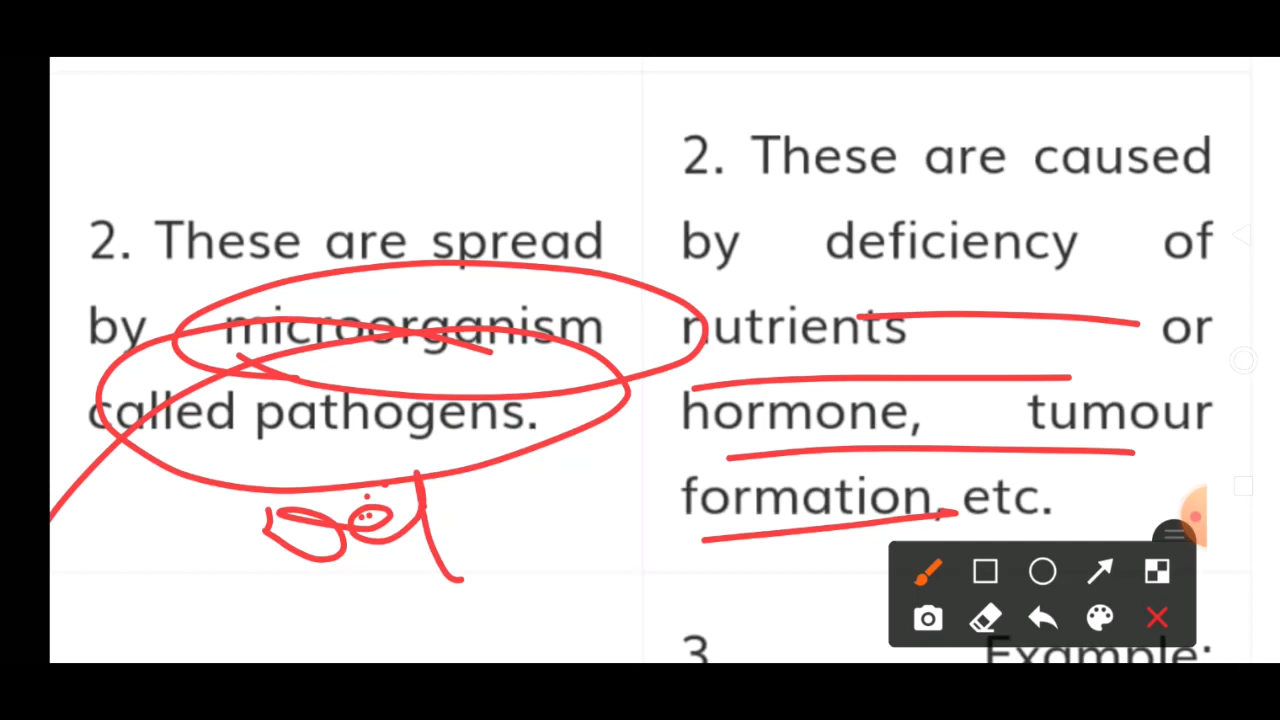 2. These are spread
by microorganism
called pathogens.
2. These are caused
by deficiency of
nutrients or
hormone, tumour
formation, etc.
3. Example: